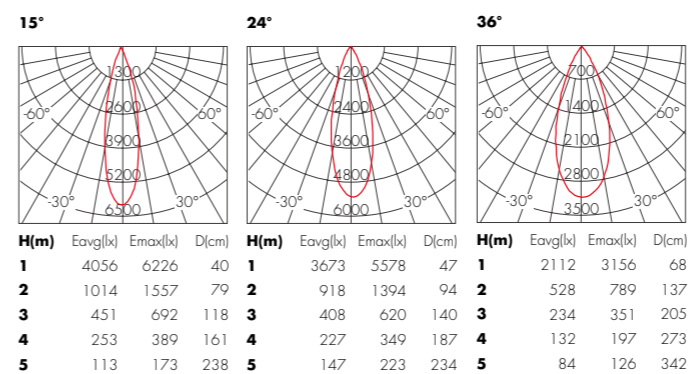 15° 24° 36°
1300 1200 700
2600 2400 1400
-60° 60° -60° 60° -60° 60°
3900 3600 2100
5200 4800 2800
-30° 30° -30° 30° -30° 30°
6500 6000 3500
H(m) Eavg(lx) Emax(lx) D(cm) H(m) Eavg(lx) Emax(lx) D(cm) H(m) Eavg(lx) Emax(lx) D(cm)
1 4056 6226 40 1 3673 5578 47 1 2112 3156 68
2 1014 1557 79 2 918 1394 94 2 528 789 137
3 451 692 118 3 408 620 140 3 234 351 205
4 253 389 161 4 227 349 187 4 132 197 273
5 113 173 238 5 147 223 234 5 84 126 342